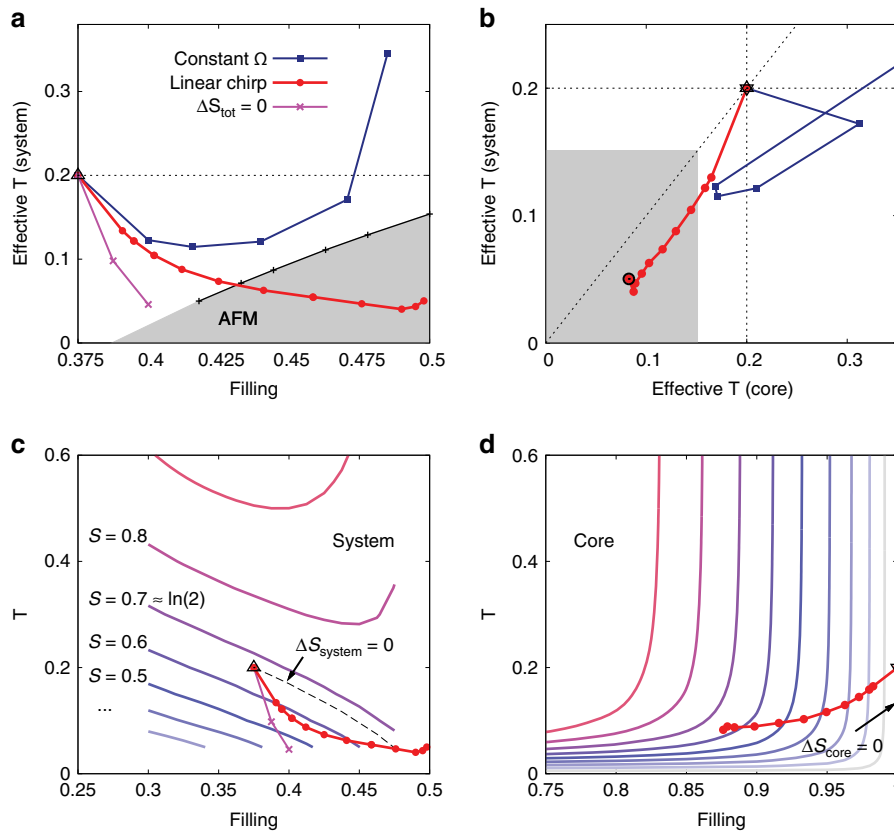 a
Effective T (system)
0.3
0.2
0.1
0
Constant Ω
Linear chirp
ΔS_tot = 0
AFM
0.375
0.4
0.425
0.45
0.475
0.5
Filling
b
Effective T (system)
0.2
0.1
0
0
0.1
0.2
0.3
Effective T (core)
c
T
0.6
0.4
0.2
0
S = 0.8
S = 0.7 ≈ ln(2)
S = 0.6
S = 0.5
...
System
ΔS_system = 0
0.25
0.3
0.35
0.4
0.45
0.5
Filling
d
T
0.6
0.4
0.2
0
Core
ΔS_core = 0
0.75
0.8
0.85
0.9
0.95
Filling